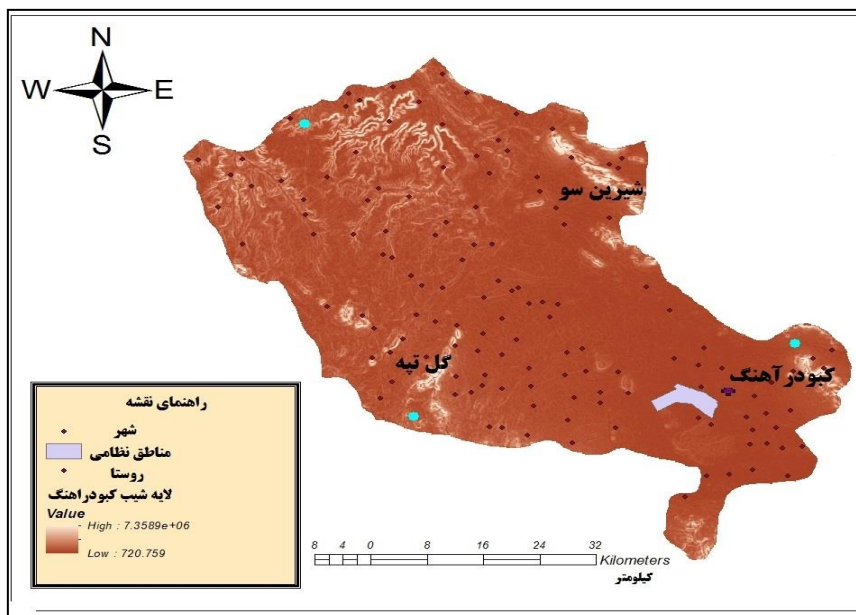 N
W E
S
شیرین سو
کبودرآهنگ
گل تپه
راهنمای نقشه
شهر
مناطق نظامی
روستا
لایه شیب کبودراهنگ
Value
High : 7.3589e+06
Low : 720.759
8 4 0 8 16 24 32
Kilometers
کیلومتر